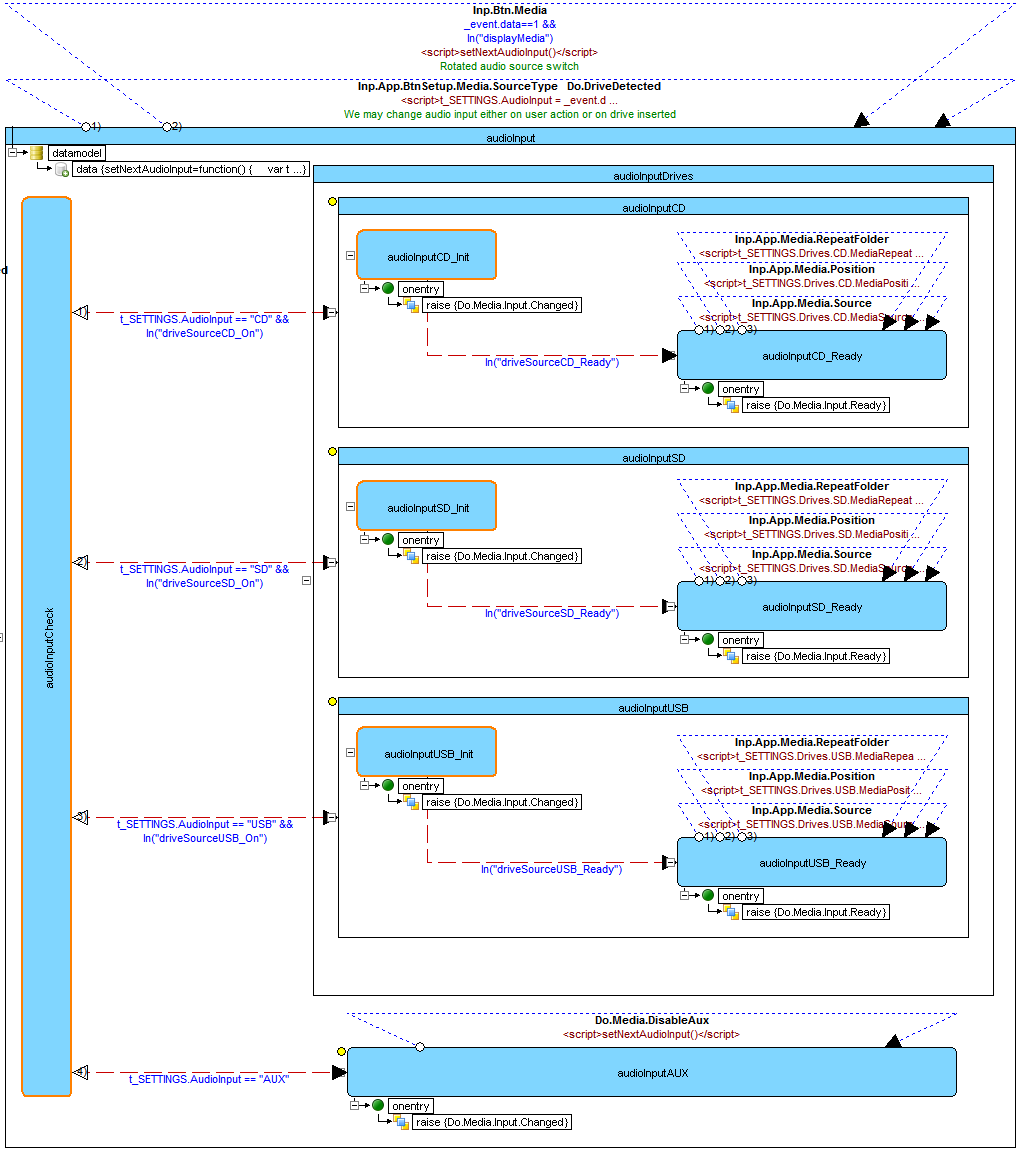 Inp.Btn.Media
_event.data==1 &&
In("displayMedia")
<script>setNextAudioInput()</script>
Rotated audio source switch
Inp.App.BtnSetup.Media.SourceType Do.DriveDetected
<script>t_SETTINGS.AudioInput = _event.d ...
We may change audio input either on user action or on drive inserted
1) 2)
audioInput
datamodel
data {setNextAudioInput=function() { var t ...}
audioInputDrives
audioInputCD
audioInputCD_Init
onentry
raise {Do.Media.Input.Changed}
Inp.App.Media.RepeatFolder
<script>t_SETTINGS.Drives.CD.MediaRepeat ...
Inp.App.Media.Position
<script>t_SETTINGS.Drives.CD.MediaPositi ...
Inp.App.Media.Source
<script>t_SETTINGS.Drives.CD.MediaSourc ...
1) 2) 3)
ed
1)
t_SETTINGS.AudioInput == "CD" &&
In("driveSourceCD_On")
In("driveSourceCD_Ready")
audioInputCD_Ready
onentry
raise {Do.Media.Input.Ready}
audioInputSD
audioInputSD_Init
onentry
raise {Do.Media.Input.Changed}
Inp.App.Media.RepeatFolder
<script>t_SETTINGS.Drives.SD.MediaRepeat ...
Inp.App.Media.Position
<script>t_SETTINGS.Drives.SD.MediaPositi ...
Inp.App.Media.Source
<script>t_SETTINGS.Drives.SD.MediaSourc ...
1) 2) 3)
2)
t_SETTINGS.AudioInput == "SD" &&
In("driveSourceSD_On")
In("driveSourceSD_Ready")
audioInputSD_Ready
onentry
raise {Do.Media.Input.Ready}
audioInputCheck
audioInputUSB
audioInputUSB_Init
onentry
raise {Do.Media.Input.Changed}
Inp.App.Media.RepeatFolder
<script>t_SETTINGS.Drives.USB.MediaRepea ...
Inp.App.Media.Position
<script>t_SETTINGS.Drives.USB.MediaPosit ...
Inp.App.Media.Source
<script>t_SETTINGS.Drives.USB.MediaSour ...
1) 2) 3)
3)
t_SETTINGS.AudioInput == "USB" &&
In("driveSourceUSB_On")
In("driveSourceUSB_Ready")
audioInputUSB_Ready
onentry
raise {Do.Media.Input.Ready}
Do.Media.DisableAux
<script>setNextAudioInput()</script>
4)
t_SETTINGS.AudioInput == "AUX"
audioInputAUX
onentry
raise {Do.Media.Input.Changed}